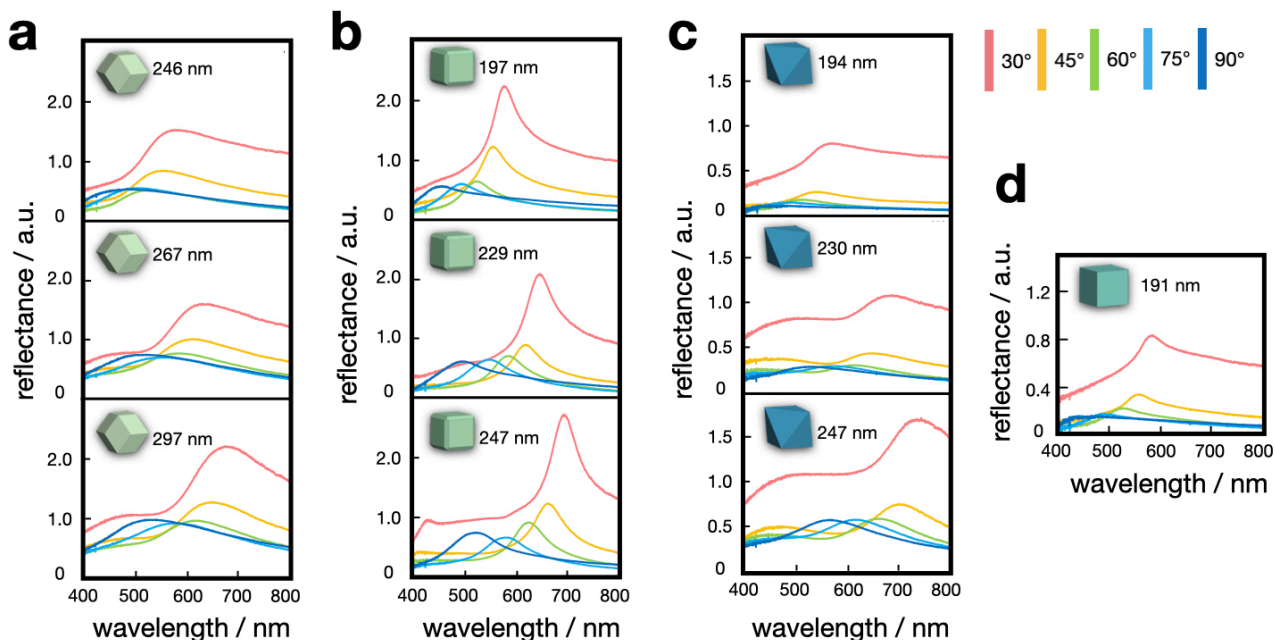 a
b
c
d
30°
45°
60°
75°
90°
reflectance / a.u.
246 nm
2.0
1.0
0
267 nm
2.0
1.0
0
297 nm
2.0
1.0
0
400 500 600 700 800
wavelength / nm
reflectance / a.u.
197 nm
2.0
1.0
0
229 nm
2.0
1.0
0
247 nm
2.0
1.0
0
400 500 600 700 800
wavelength / nm
reflectance / a.u.
194 nm
1.5
1.0
0.5
0
230 nm
1.5
1.0
0.5
0
247 nm
1.5
1.0
0.5
0
400 500 600 700 800
wavelength / nm
reflectance / a.u.
191 nm
1.2
0.8
0.4
0
400 500 600 700 800
wavelength / nm